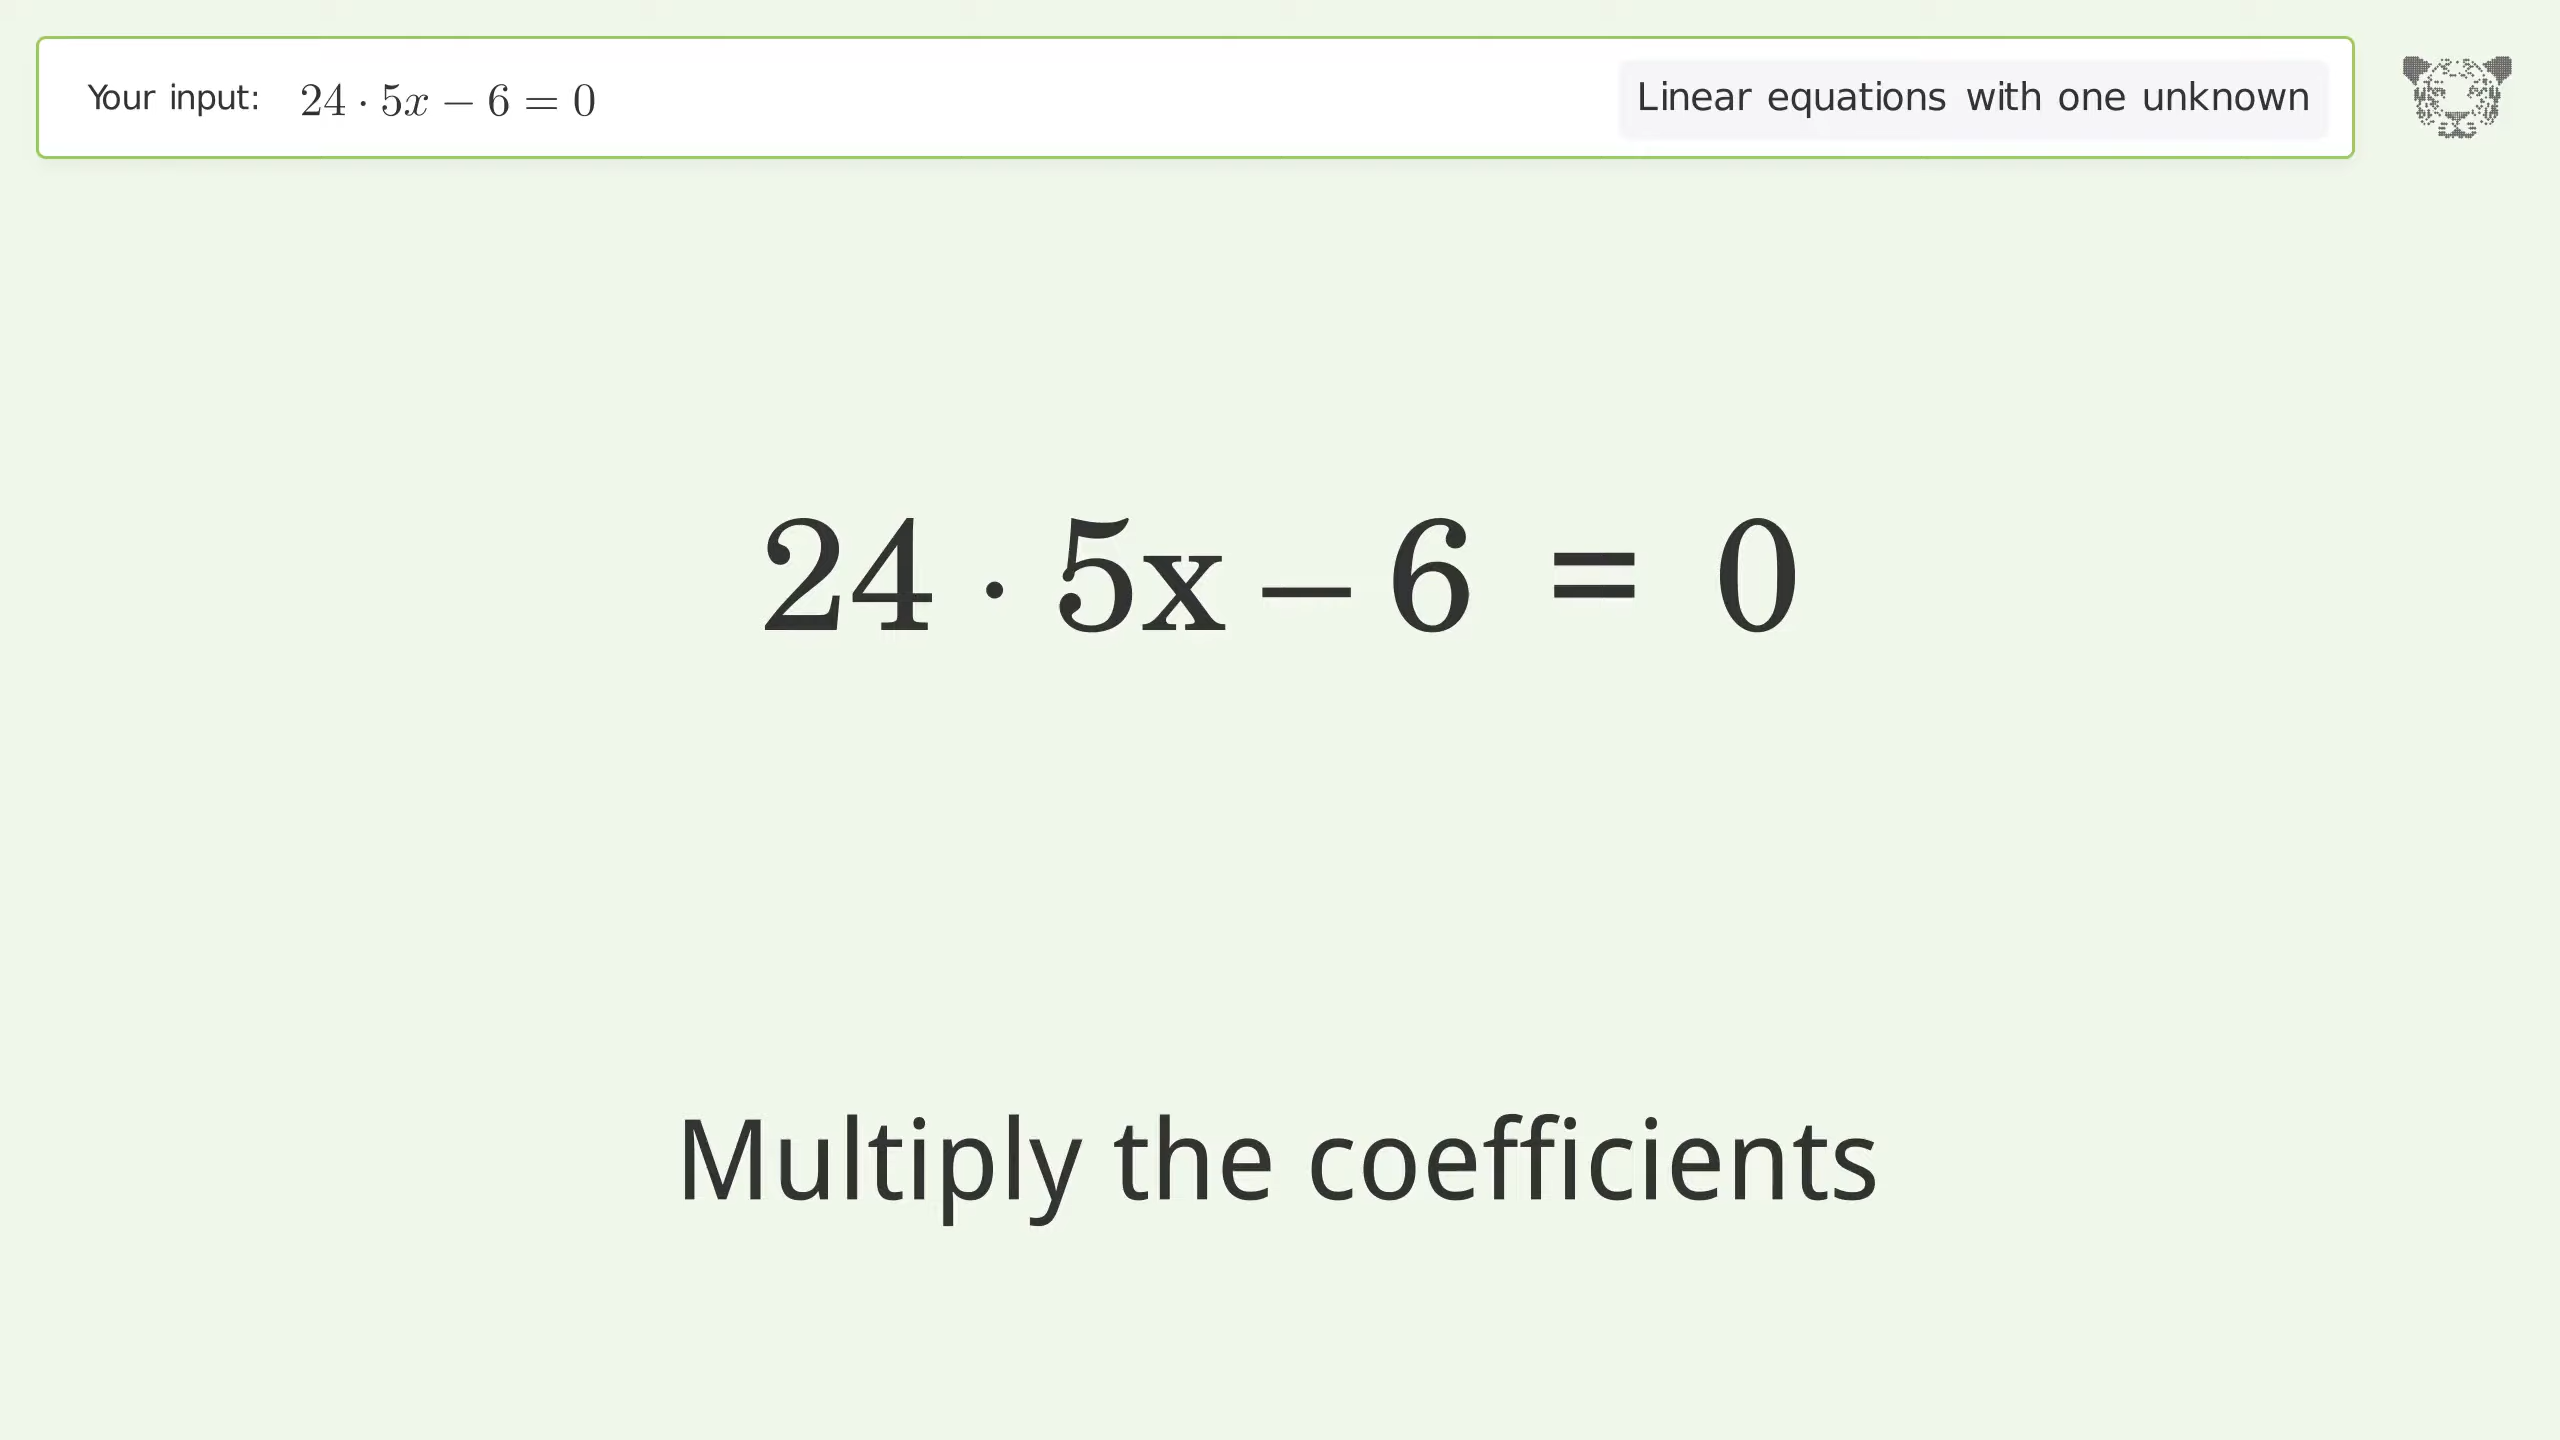 Your input: 24 · 5x − 6 = 0 Linear equations with one unknown
24 · 5x − 6 = 0
Multiply the coefficients